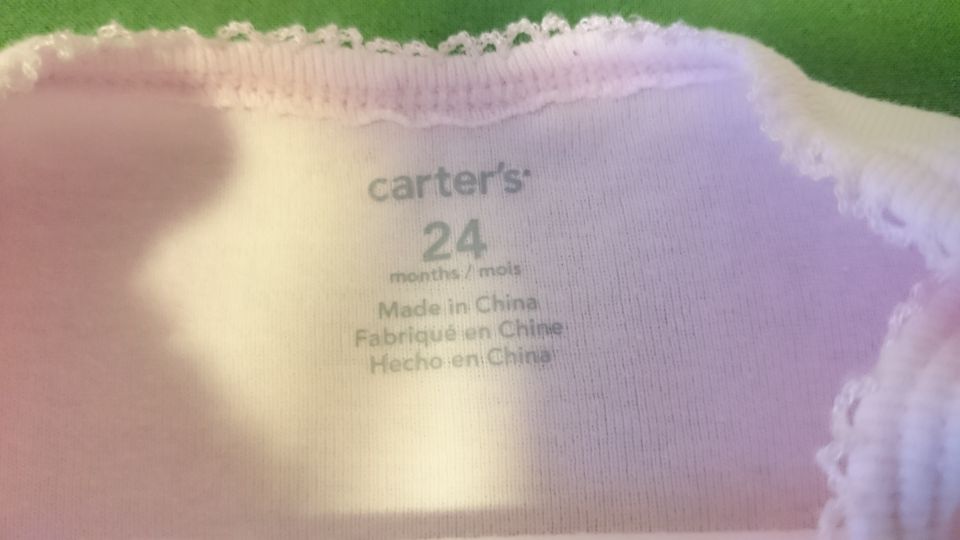 carter's
24
months / mois
Made in China
Fabriqué en Chine
Hecho en China